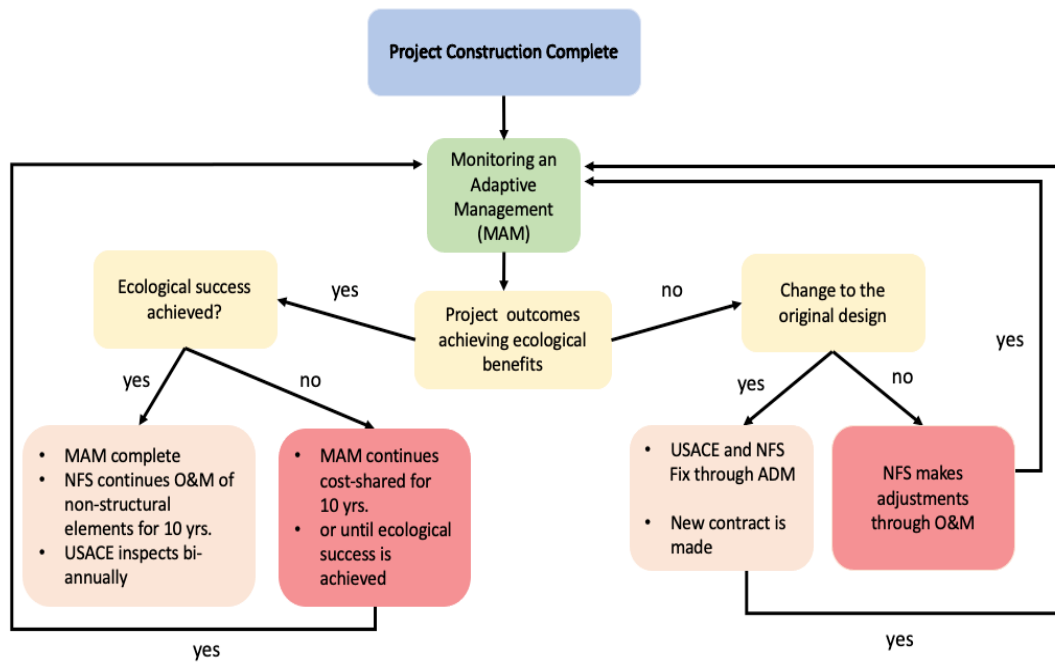 Project Construction Complete
Monitoring an
Adaptive
Management
(MAM)
Ecological success
achieved?
yes
Project outcomes
achieving ecological
benefits
no
Change to the
original design
yes
yes
no
yes
no
• MAM complete
• NFS continues O&M of
non-structural
elements for 10 yrs.
• USACE inspects bi-
annually
• MAM continues
cost-shared for
10 yrs.
• or until ecological
success is
achieved
• USACE and NFS
Fix through ADM
• New contract is
made
NFS makes
adjustments
through O&M
yes
yes